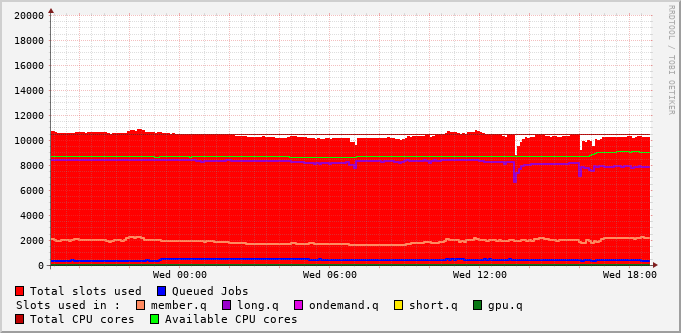 20000
18000
16000
14000
12000
10000
8000
6000
4000
2000
0
Wed 00:00 Wed 06:00 Wed 12:00 Wed 18:00
Total slots used Queued Jobs
Slots used in : member.q long.q ondemand.q short.q gpu.q
Total CPU cores Available CPU cores
RRDTOOL / TOBI OETIKER